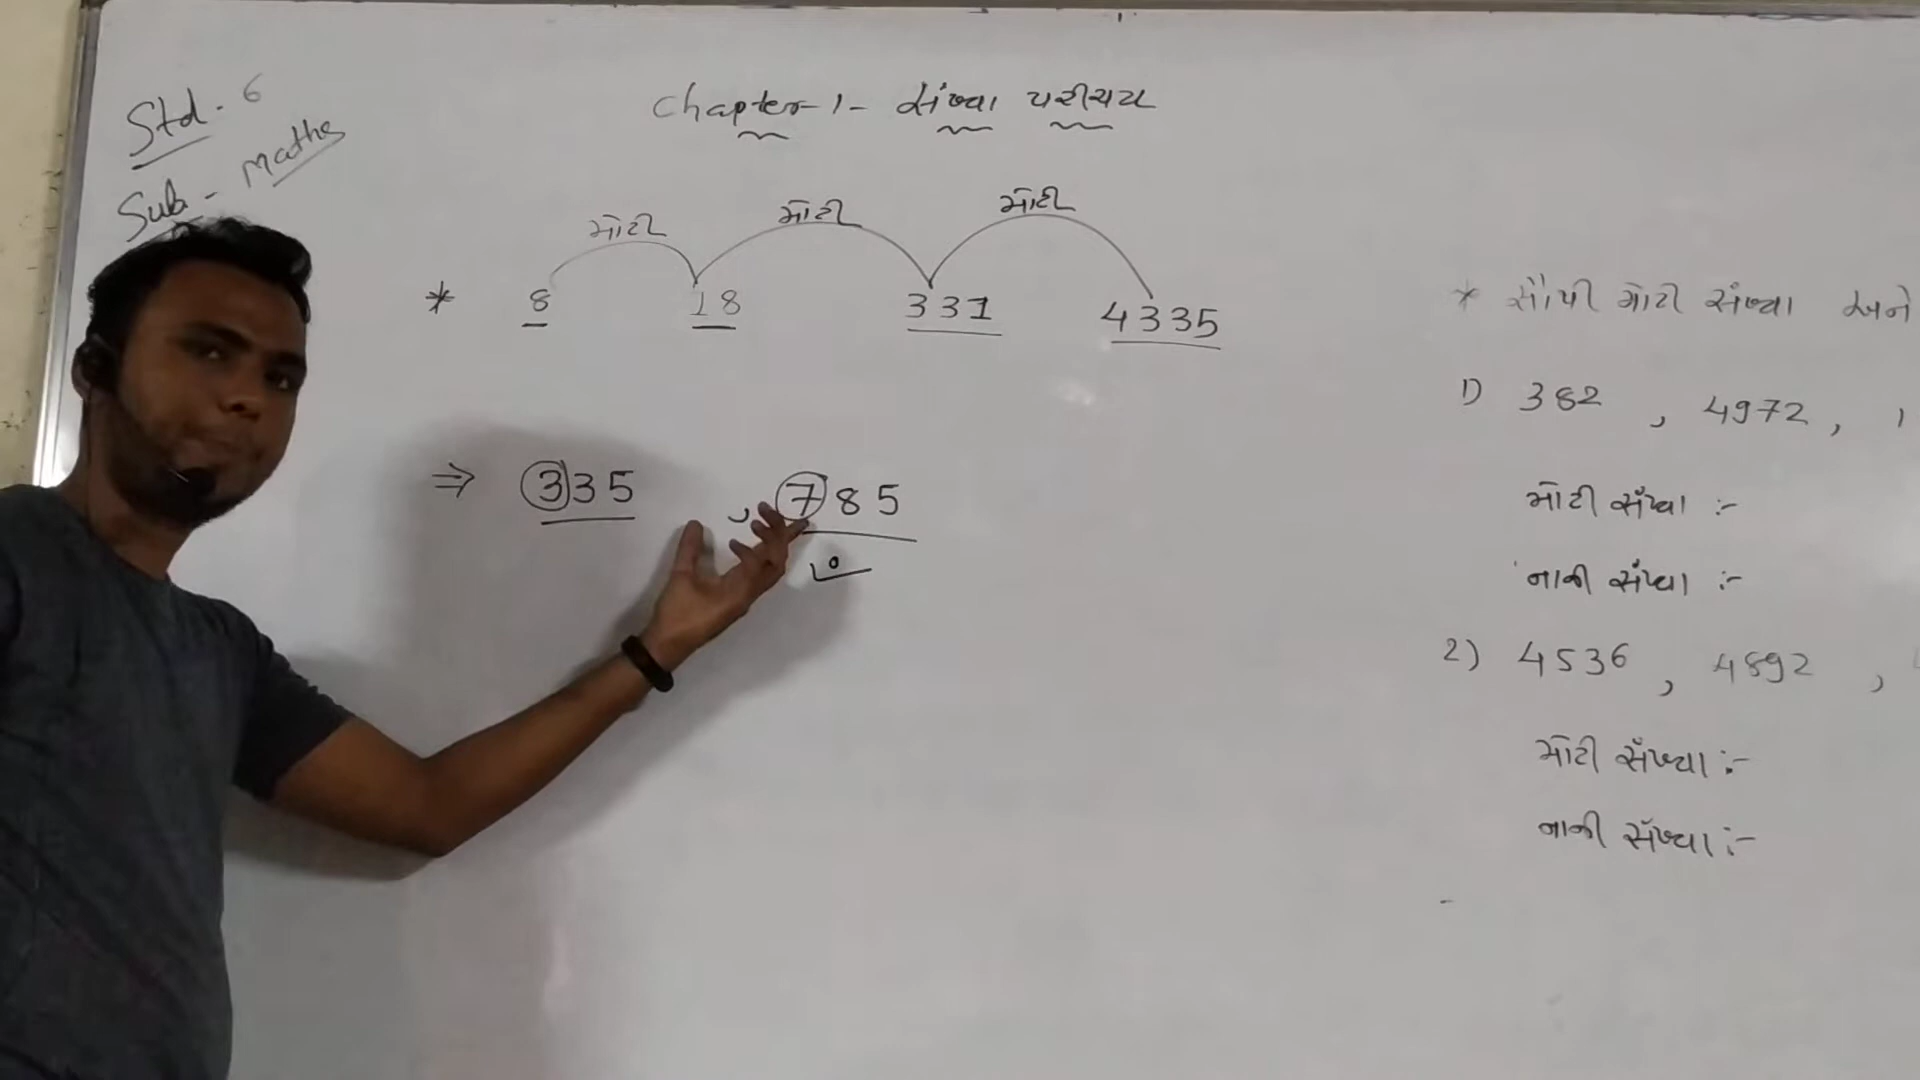 Std. 6
Sub - Maths
Chapter-1- સંખ્યા પરીચય
મોટી મોટી મોટી
* 8 18 331 4335
⇒ 335 , 785
* સૌથી મોટી સંખ્યા અને
1) 382 , 4972 , 1
મોટી સંખ્યા :-
નાની સંખ્યા :-
2) 4536 , 4892 ,
મોટી સંખ્યા :-
નાની સંખ્યા :-